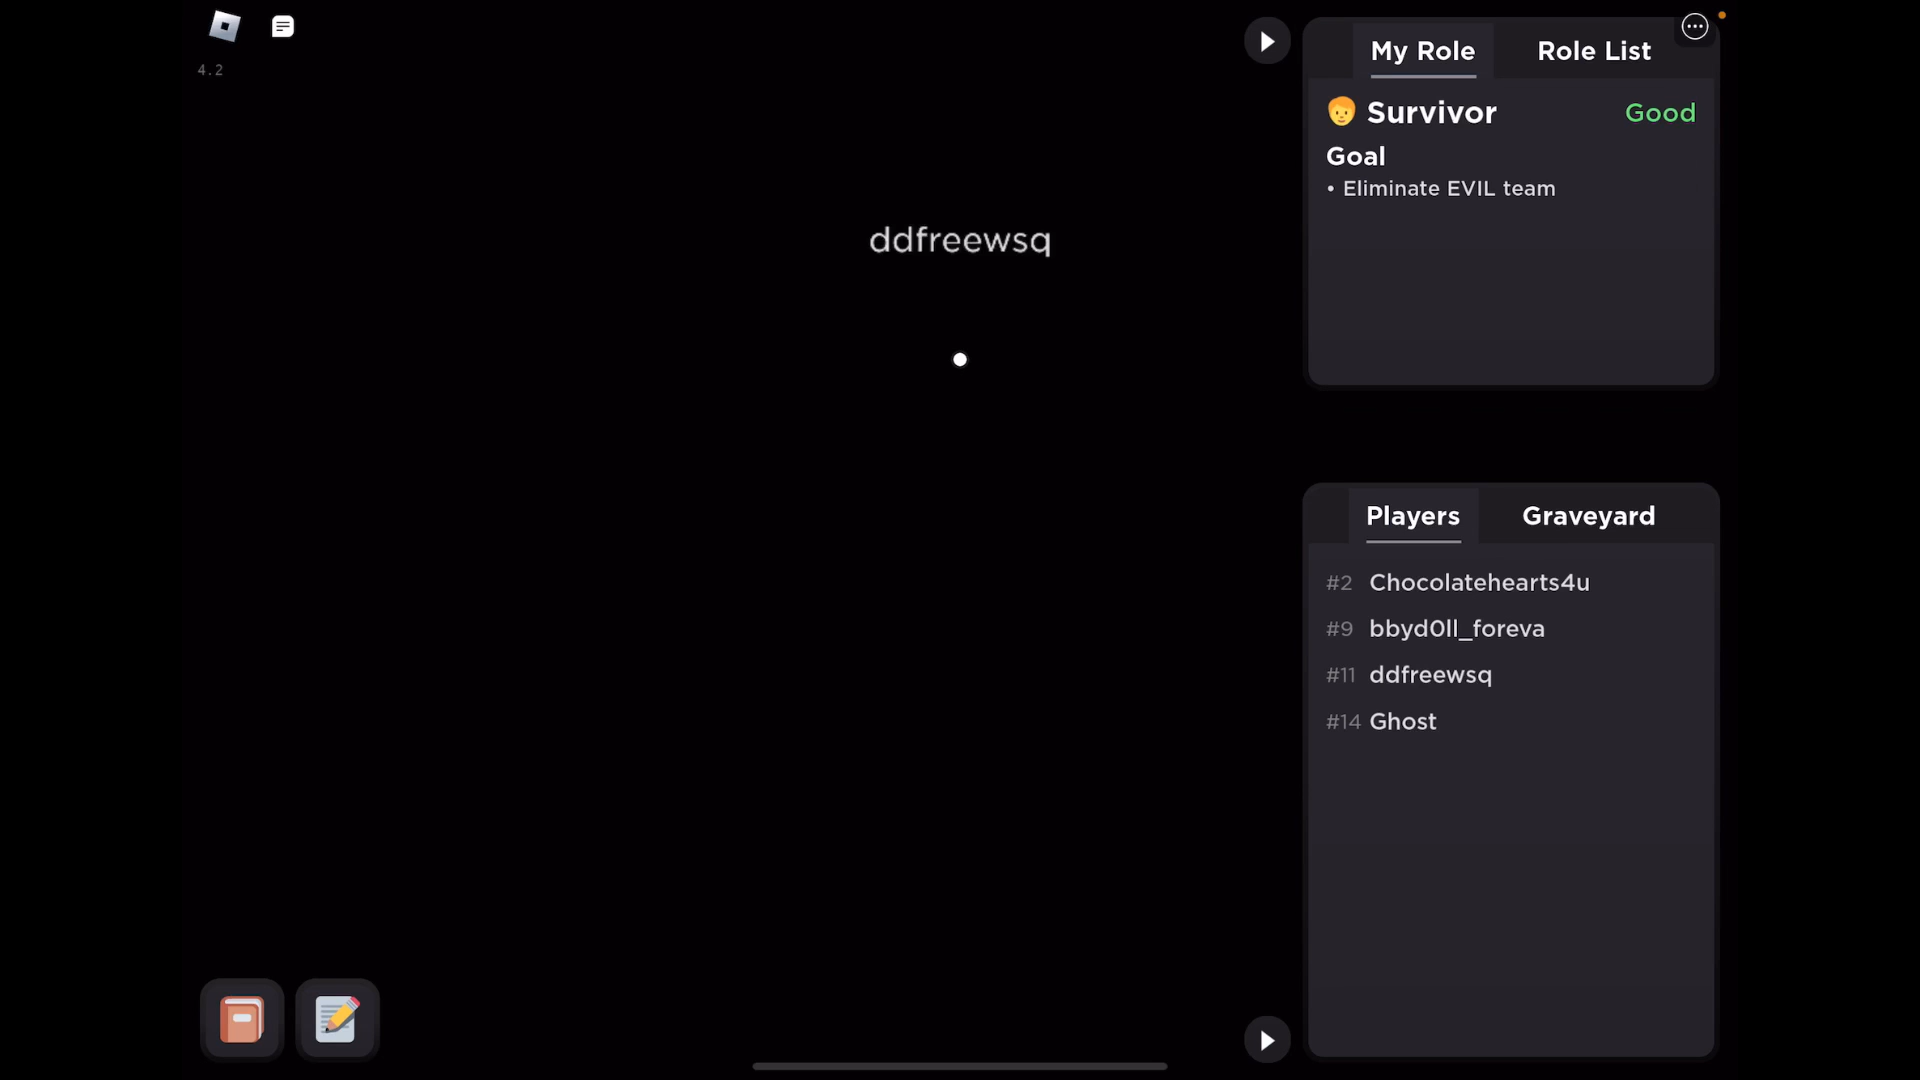 4.2
ddfreewsq
My Role
Role List
Survivor
Good
Goal
• Eliminate EVIL team
Players
Graveyard
#2 Chocolatehearts4u
#9 bbyd0ll_foreva
#11 ddfreewsq
#14 Ghost